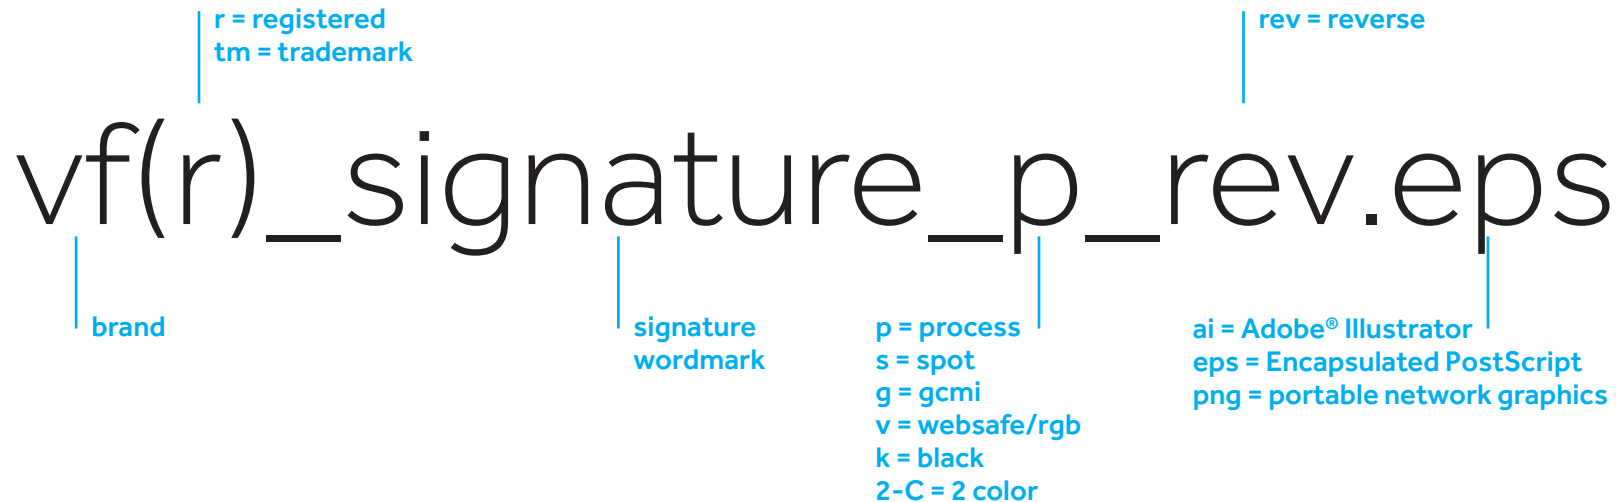 r = registered
tm = trademark
rev = reverse
vf(r)_signature_p_rev.eps
brand
signature
wordmark
p = process
s = spot
g = gcmi
v = websafe/rgb
k = black
2-C = 2 color
ai = Adobe® Illustrator
eps = Encapsulated PostScript
png = portable network graphics